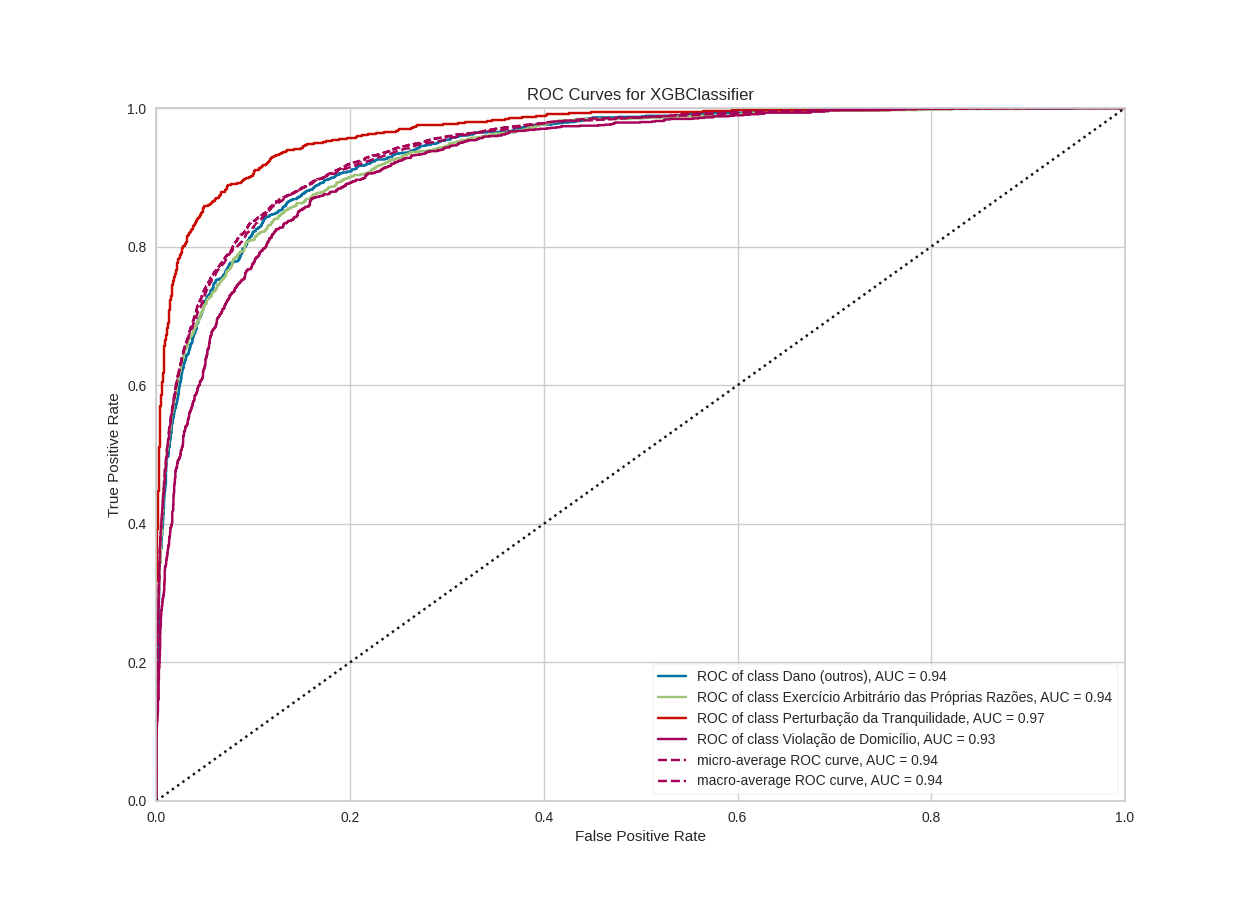 ROC Curves for XGBClassifier
1.0
0.8
0.6
0.4
0.2
0.0
True Positive Rate
ROC of class Dano (outros), AUC = 0.94
ROC of class Exercício Arbitrário das Próprias Razões, AUC = 0.94
ROC of class Perturbação da Tranquilidade, AUC = 0.97
ROC of class Violação de Domicílio, AUC = 0.93
micro-average ROC curve, AUC = 0.94
macro-average ROC curve, AUC = 0.94
0.0 0.2 0.4 0.6 0.8 1.0
False Positive Rate